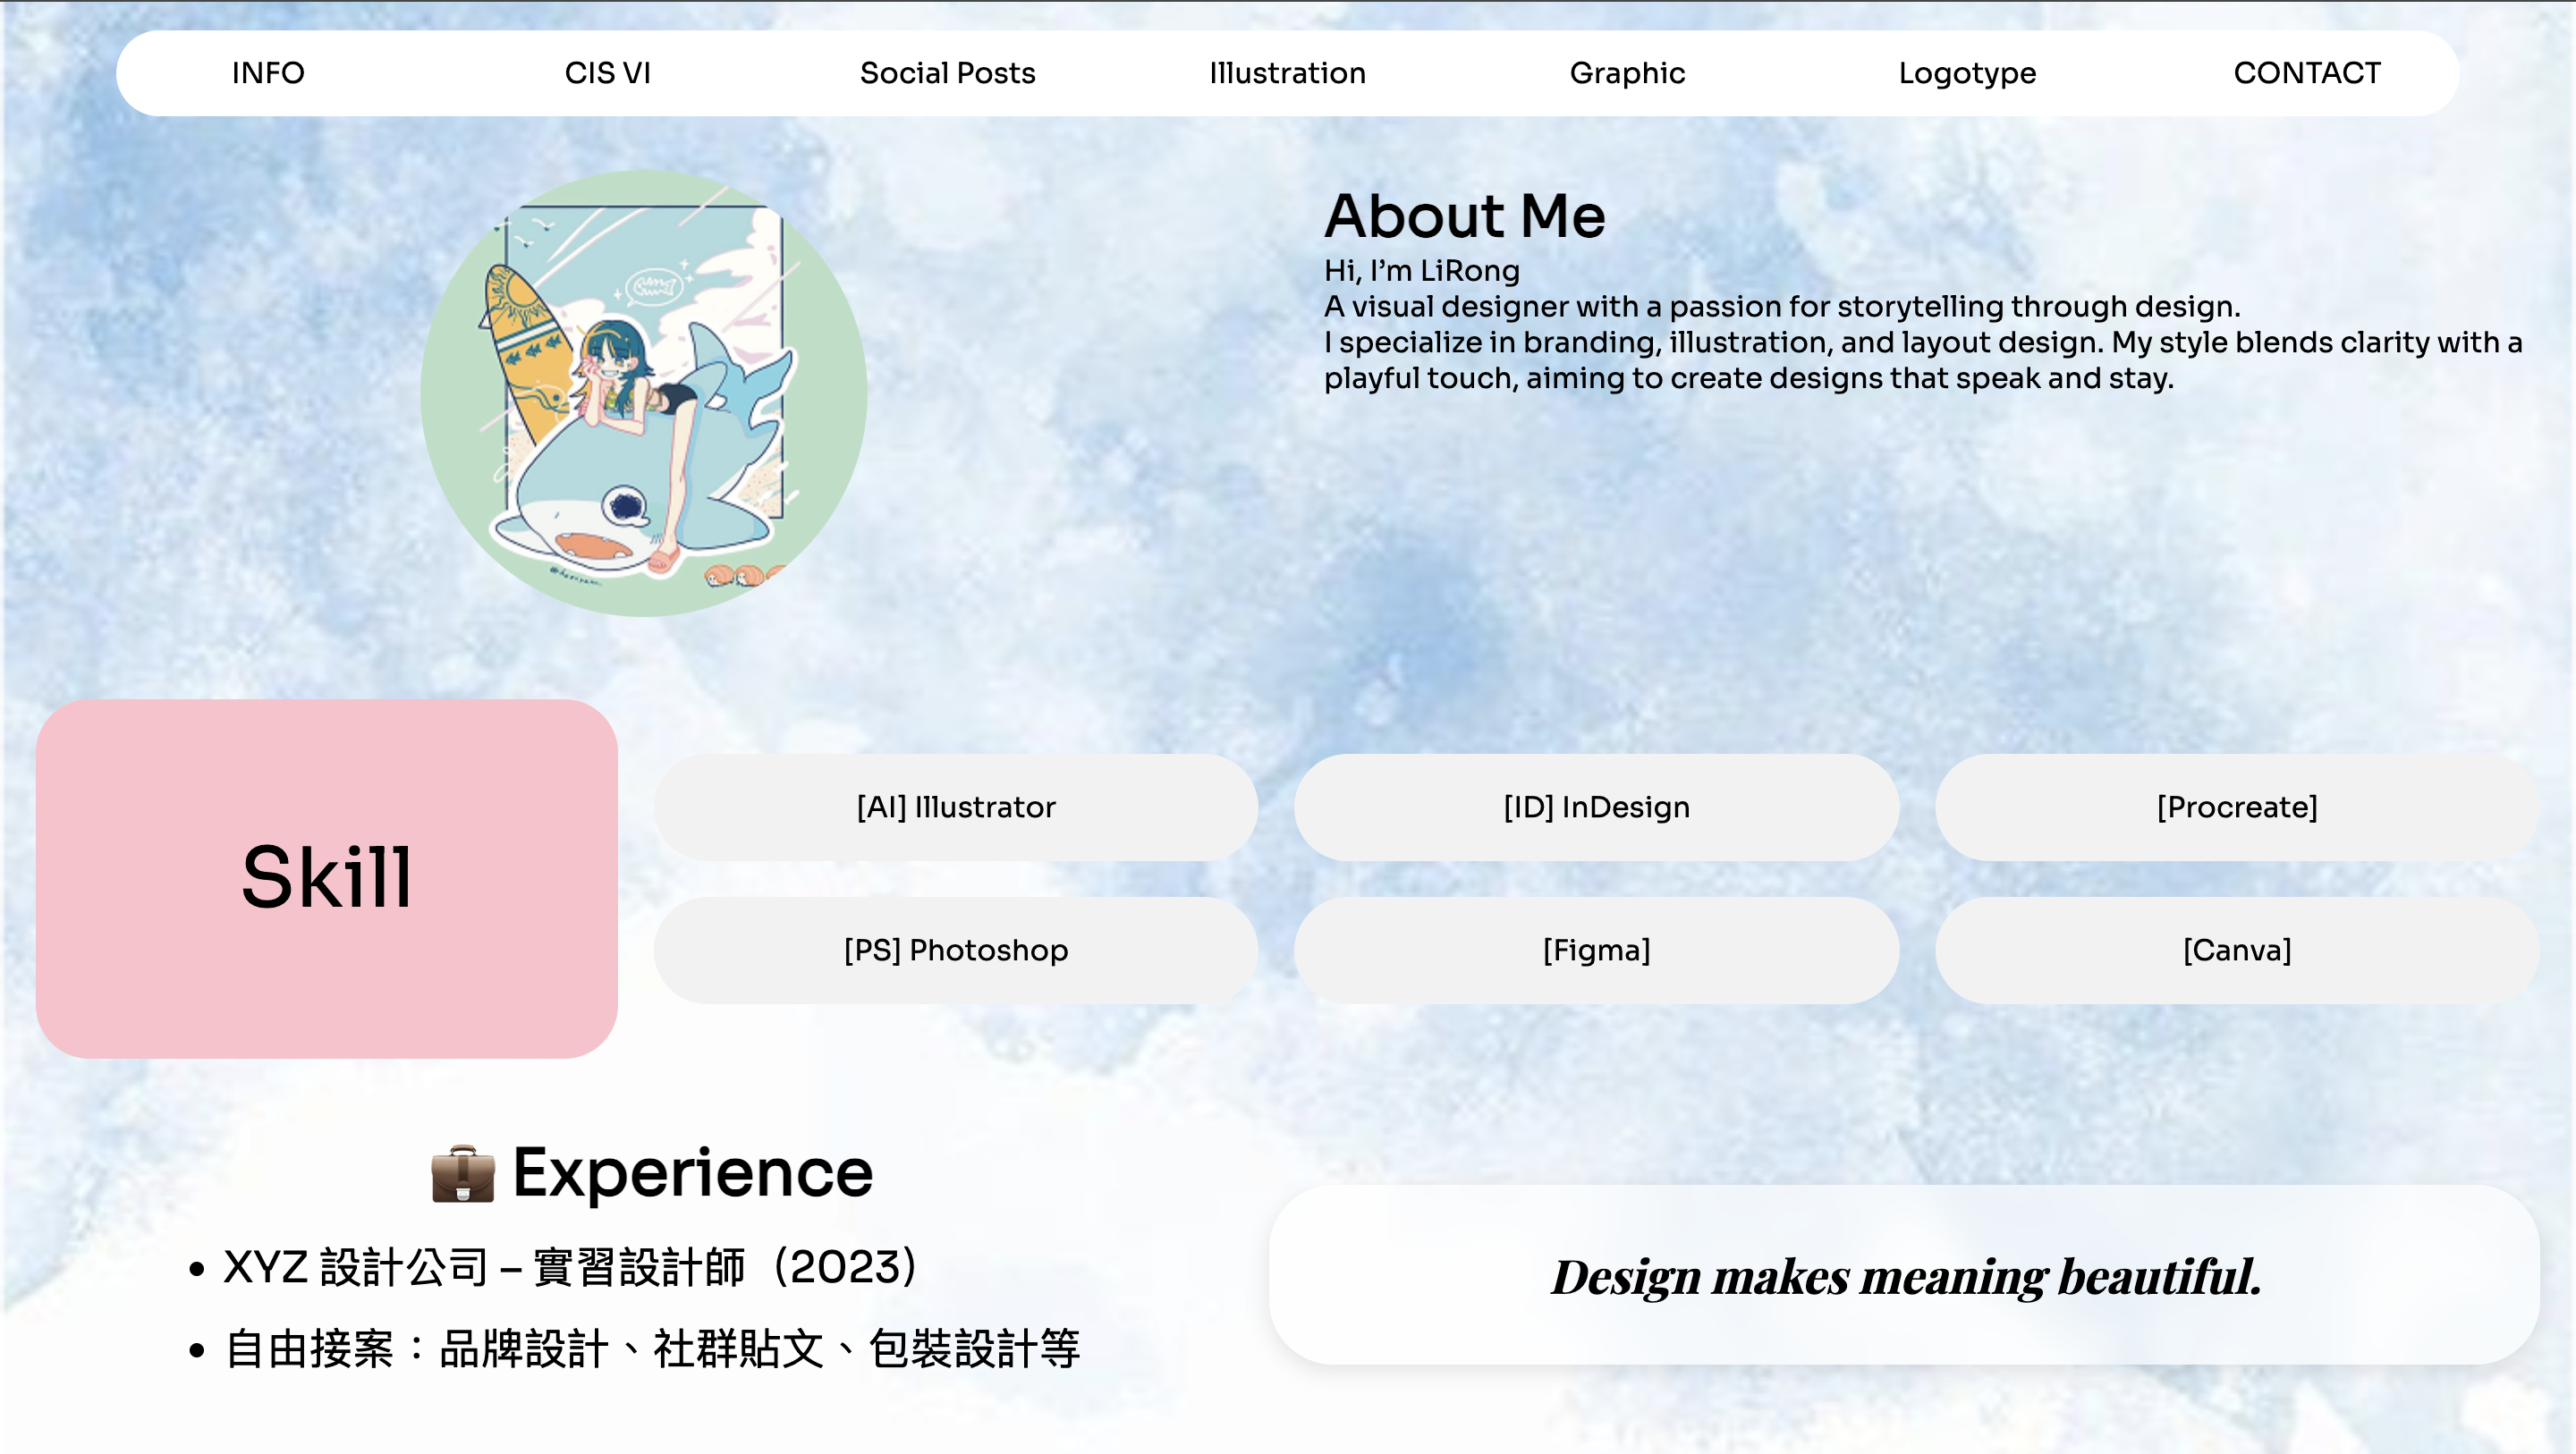 INFO
CIS VI
Social Posts
Illustration
Graphic
Logotype
CONTACT
About Me
Hi, I’m LiRong
A visual designer with a passion for storytelling through design.
I specialize in branding, illustration, and layout design. My style blends clarity with a
playful touch, aiming to create designs that speak and stay.
Skill
[AI] Illustrator
[ID] InDesign
[Procreate]
[PS] Photoshop
[Figma]
[Canva]
💼 Experience
• XYZ 設計公司 – 實習設計師（2023）
• 自由接案：品牌設計、社群貼文、包裝設計等
Design makes meaning beautiful.